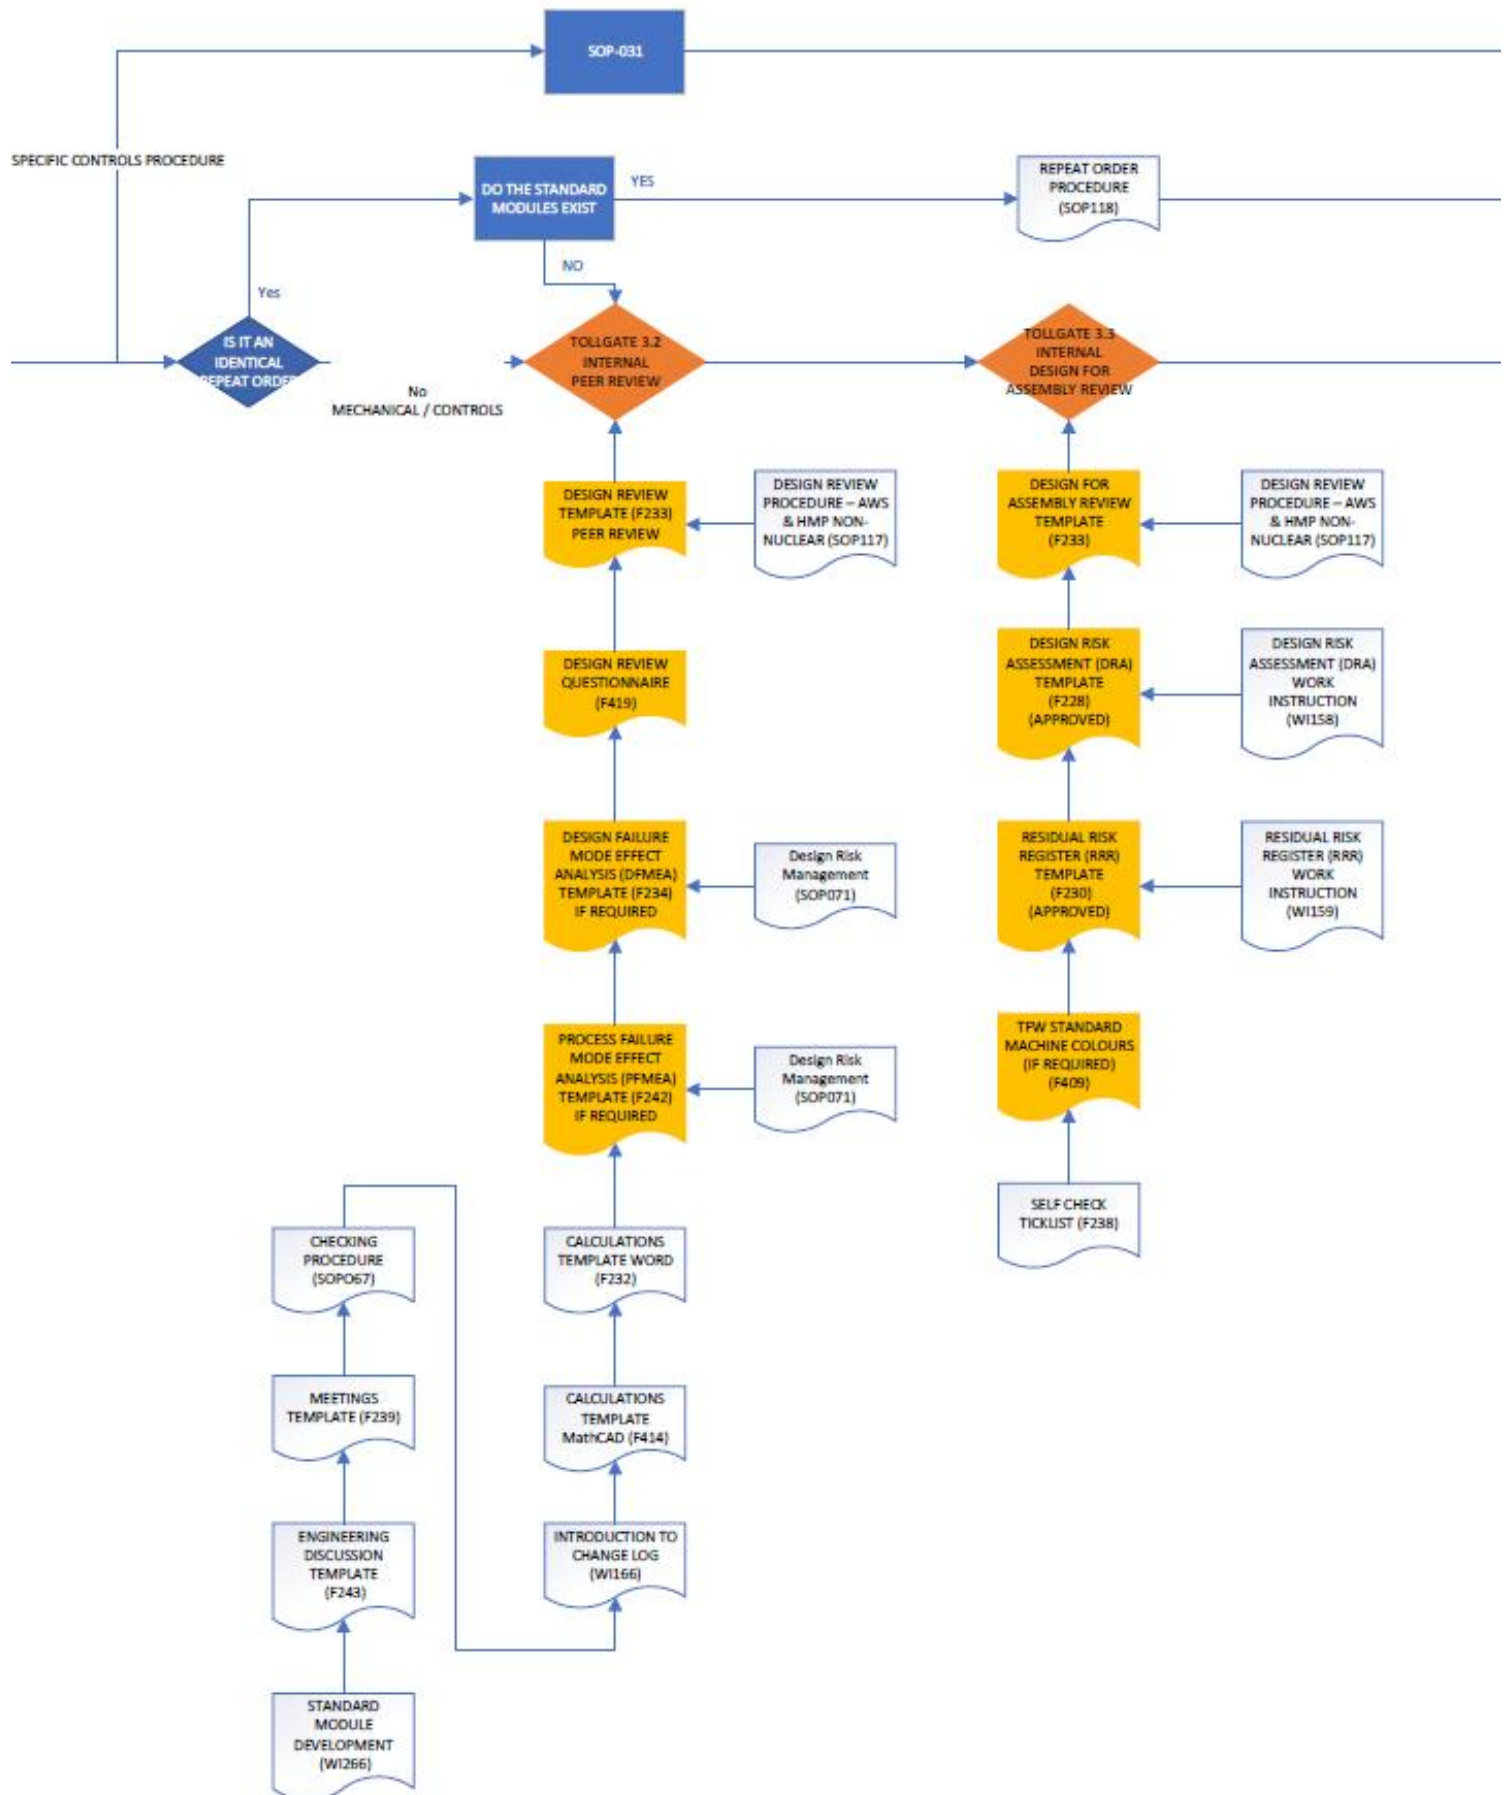 SOP-031
SPECIFIC CONTROLS PROCEDURE
DO THE STANDARD
MODULES EXIST
YES
REPEAT ORDER
PROCEDURE
(SOP118)
NO
Yes
IS IT AN
IDENTICAL
REPEAT ORDER
No
MECHANICAL / CONTROLS
TOLLGATE 3.2
INTERNAL
PEER REVIEW
TOLLGATE 3.3
INTERNAL
DESIGN FOR
ASSEMBLY REVIEW
DESIGN REVIEW
TEMPLATE (F233)
PEER REVIEW
DESIGN REVIEW
PROCEDURE – AWS
& HMP NON-
NUCLEAR (SOP117)
DESIGN FOR
ASSEMBLY REVIEW
TEMPLATE
(F233)
DESIGN REVIEW
PROCEDURE – AWS
& HMP NON-
NUCLEAR (SOP117)
DESIGN REVIEW
QUESTIONNAIRE
(F419)
DESIGN RISK
ASSESSMENT (DRA)
TEMPLATE
(F228)
(APPROVED)
DESIGN RISK
ASSESSMENT (DRA)
WORK
INSTRUCTION
(WI158)
DESIGN FAILURE
MODE EFFECT
ANALYSIS (DFMEA)
TEMPLATE (F234)
IF REQUIRED
Design Risk
Management
(SOP071)
RESIDUAL RISK
REGISTER (RRR)
TEMPLATE
(F230)
(APPROVED)
RESIDUAL RISK
REGISTER (RRR)
WORK
INSTRUCTION
(WI159)
PROCESS FAILURE
MODE EFFECT
ANALYSIS (PFMEA)
TEMPLATE (F242)
IF REQUIRED
Design Risk
Management
(SOP071)
TFW STANDARD
MACHINE COLOURS
(IF REQUIRED)
(F409)
SELF CHECK
TICKLIST (F238)
CHECKING
PROCEDURE
(SOPO67)
CALCULATIONS
TEMPLATE WORD
(F232)
MEETINGS
TEMPLATE (F239)
CALCULATIONS
TEMPLATE
MathCAD (F414)
ENGINEERING
DISCUSSION
TEMPLATE
(F243)
INTRODUCTION TO
CHANGE LOG
(WI166)
STANDARD
MODULE
DEVELOPMENT
(WI266)